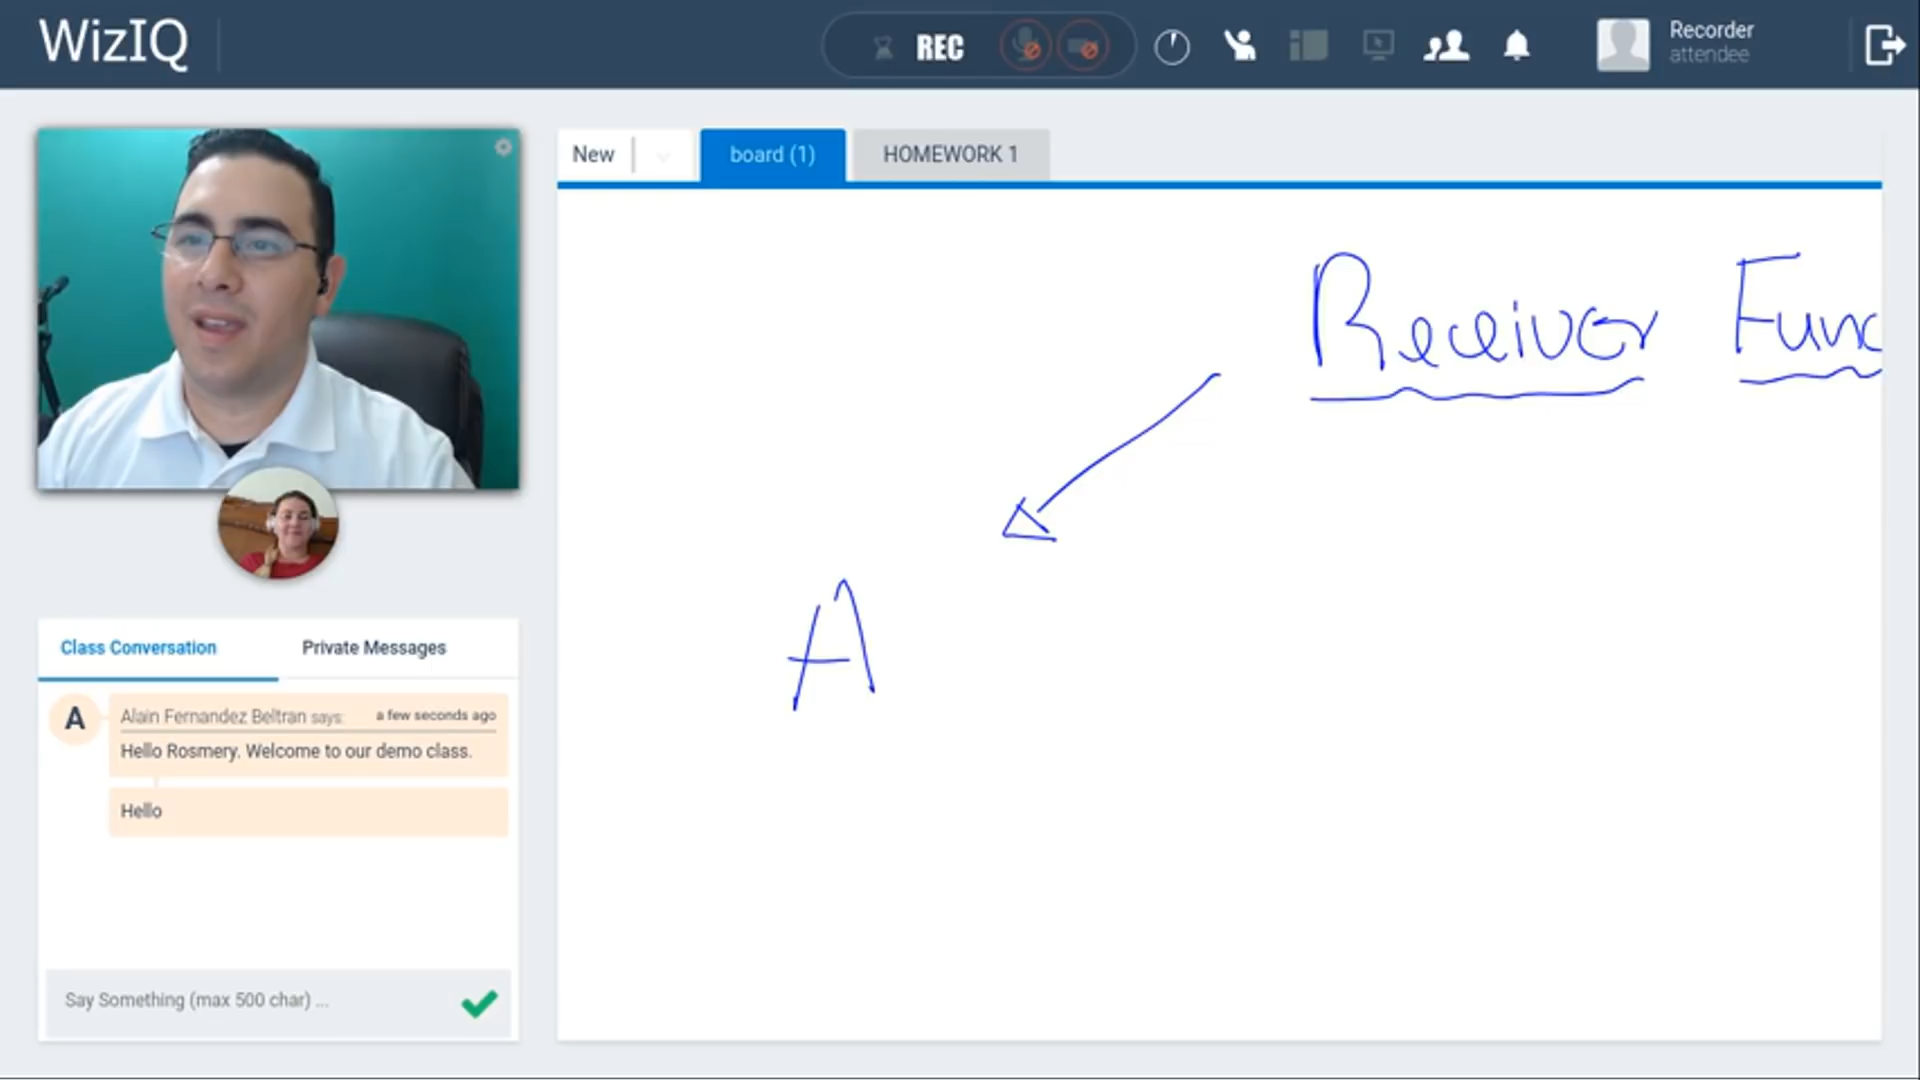 WizIQ
REC
Recorder
attendee
New
board (1)
HOMEWORK 1
Receiver Func
A
Class Conversation
Private Messages
A
Alain Fernandez Beltran says:
a few seconds ago
Hello Rosmery. Welcome to our demo class.
Hello
Say Something (max 500 char) ...